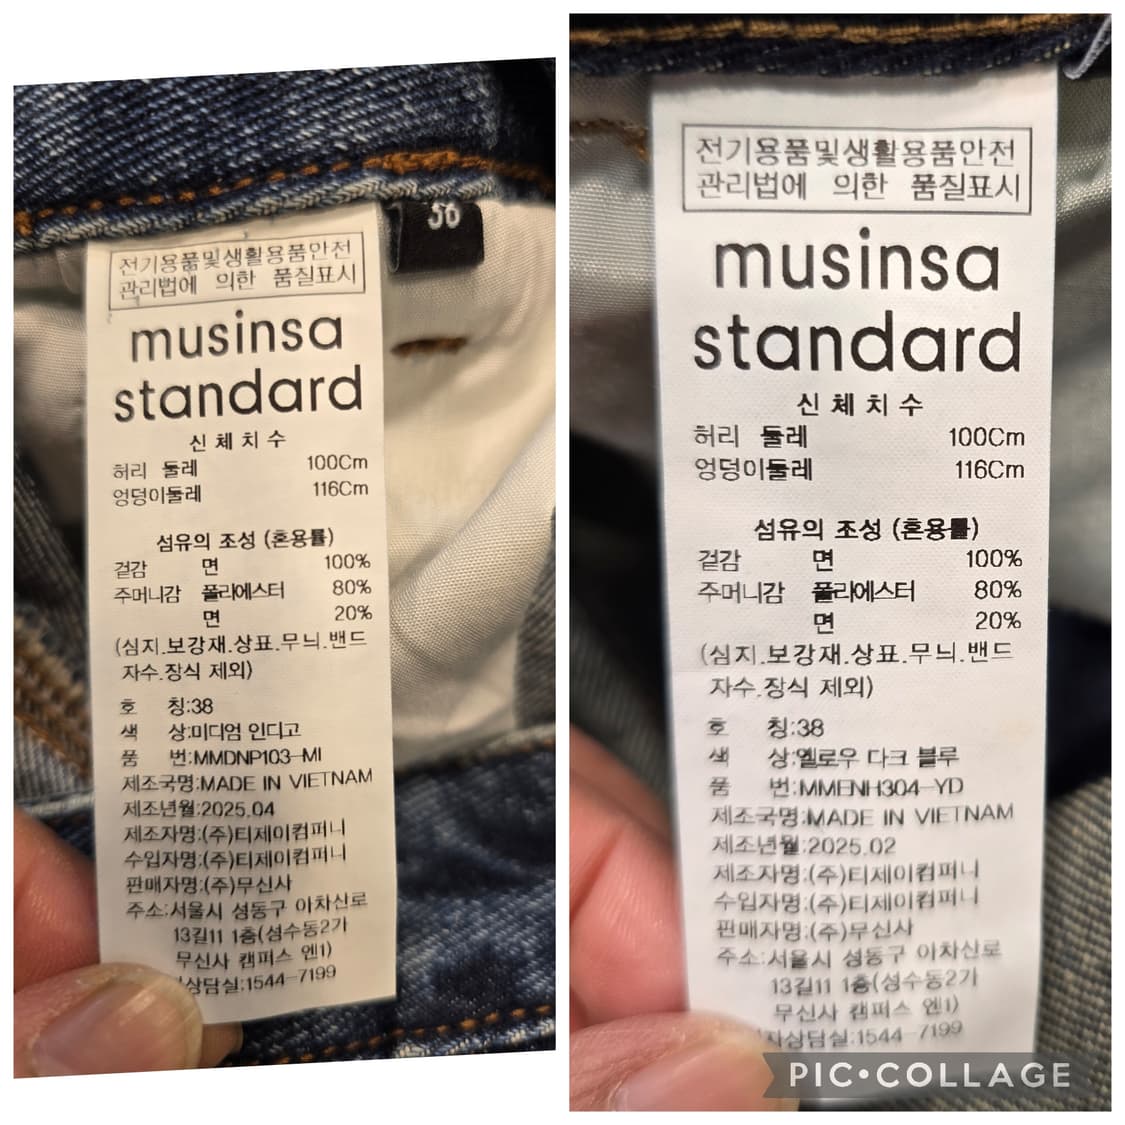 전기용품및생활용품안전
관리법에 의한 품질표시
musinsa
standard
신체치수
허리 둘레 100Cm
엉덩이둘레 116Cm
섬유의 조성 (혼용률)
겉감 면 100%
주머니감 폴리에스터 80%
면 20%
(심지.보강재.상표.무늬.밴드
자수.장식 제외)
호 칭:38
색 상:미디엄 인디고
품 번:MMDNP103-MI
제조국명:MADE IN VIETNAM
제조년월:2025.04
제조자명:(주)티제이컴퍼니
수입자명:(주)티제이컴퍼니
판매자명:(주)무신사
주소:서울시 성동구 아차산로
13길11 1층(성수동2가
무신사 캠퍼스 엔1)
상담실:1544-7199
전기용품및생활용품안전
관리법에 의한 품질표시
musinsa
standard
신체치수
허리 둘레 100Cm
엉덩이둘레 116Cm
섬유의 조성 (혼용률)
겉감 면 100%
주머니감 폴리에스터 80%
면 20%
(심지.보강재.상표.무늬.밴드
자수.장식 제외)
호 칭:38
색 상:옐로우 다크 블루
품 번:MMENH304-YD
제조국명:MADE IN VIETNAM
제조년월:2025.02
제조자명:(주)티제이컴퍼니
수입자명:(주)티제이컴퍼니
판매자명:(주)무신사
주소:서울시 성동구 아차산로
13길11 1층(성수동2가
무신사 캠퍼스 엔1)
자상담실:1544-7199
PIC•COLLAGE